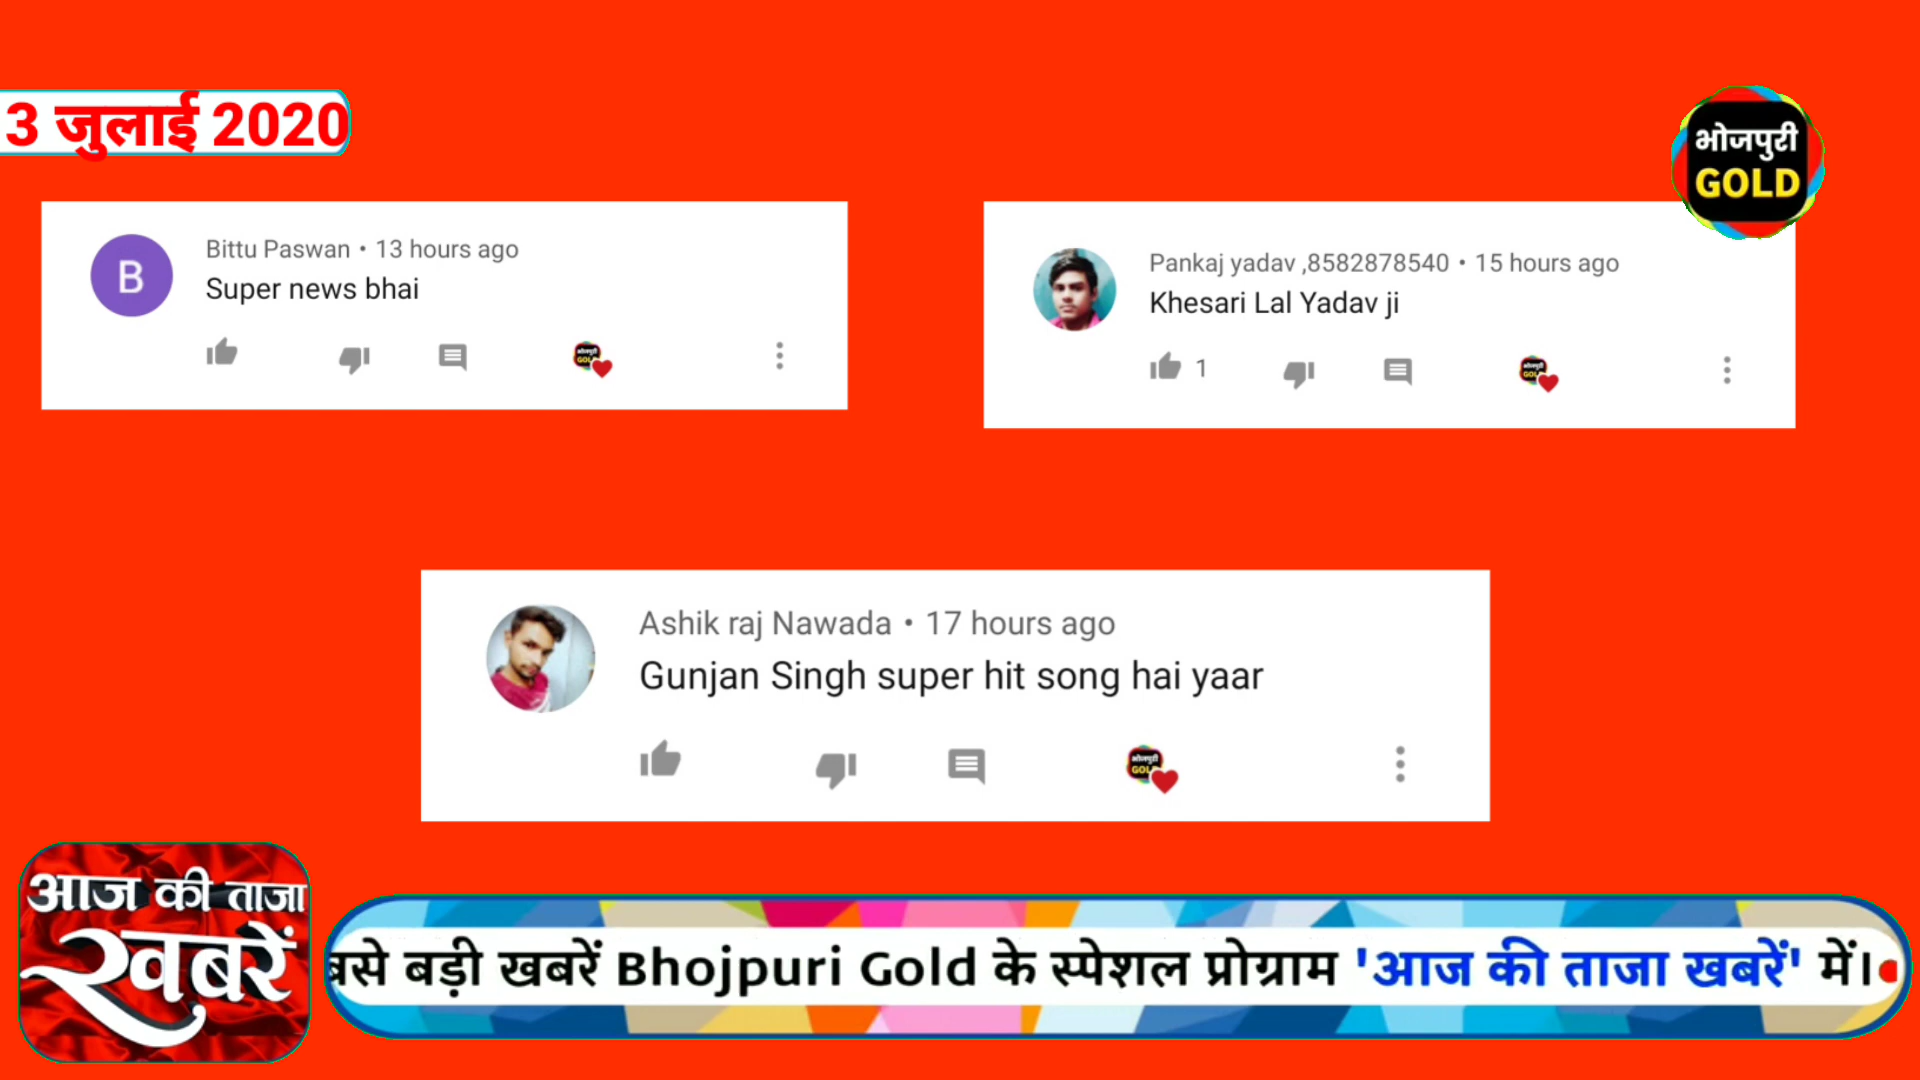 3 जुलाई 2020
भोजपुरी
GOLD
B
Bittu Paswan • 13 hours ago
Super news bhai
Pankaj yadav ,8582878540 • 15 hours ago
Khesari Lal Yadav ji
1
Ashik raj Nawada • 17 hours ago
Gunjan Singh super hit song hai yaar
आज की ताजा
खबरें
बड़ी खबरें Bhojpuri Gold के स्पेशल प्रोग्राम 'आज की ताजा खबरें' में।